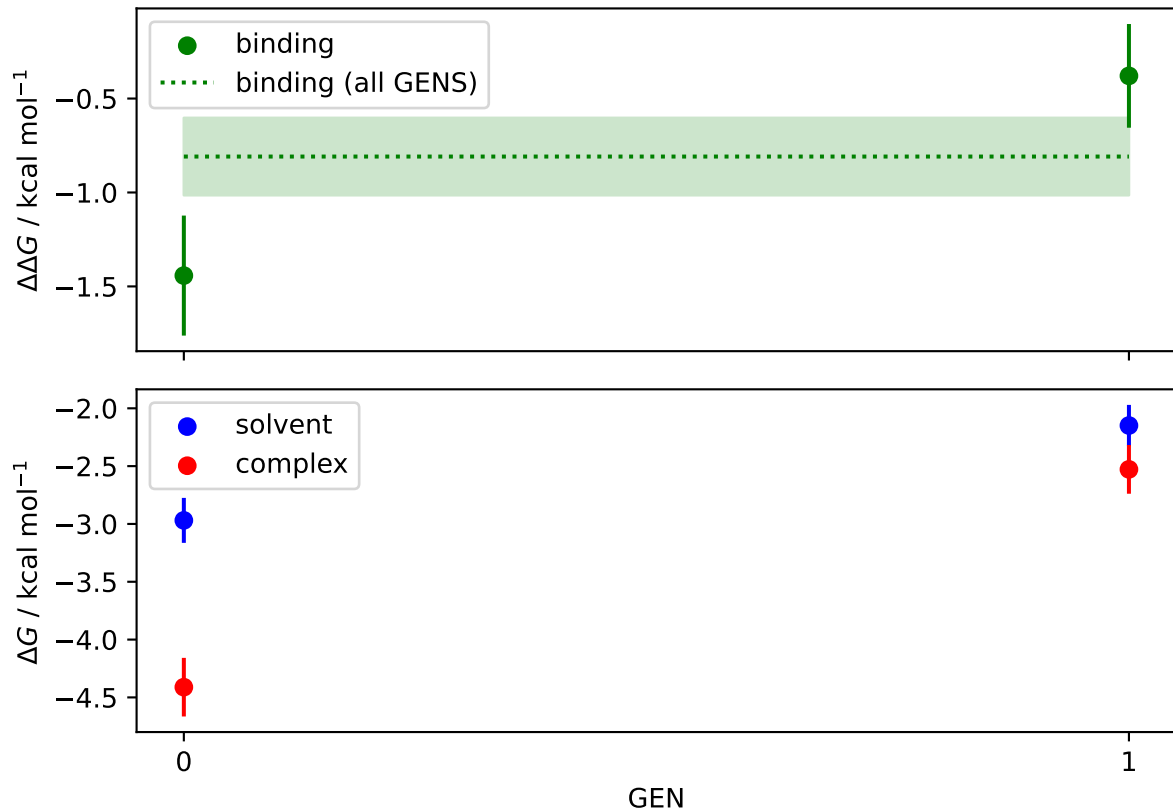 binding
binding (all GENS)
−0.5
−1.0
−1.5
ΔΔG / kcal mol⁻¹
solvent
complex
−2.0
−2.5
−3.0
−3.5
−4.0
−4.5
ΔG / kcal mol⁻¹
0 1
GEN